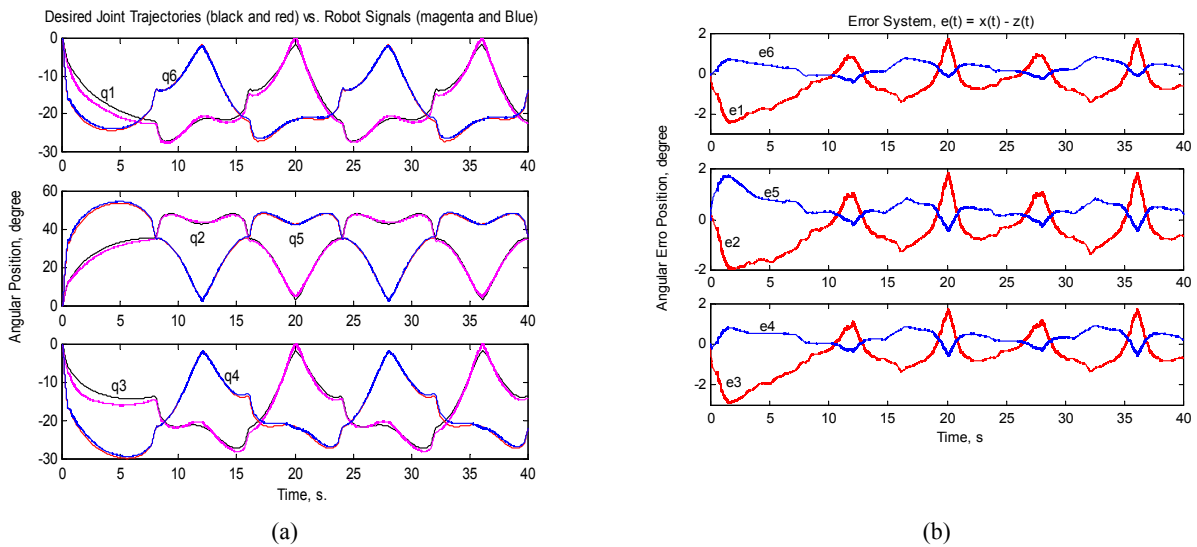 Desired Joint Trajectories (black and red) vs. Robot Signals (magenta and Blue)
0
-10
-20
-30
q1
q6
0 5 10 15 20 25 30 35 40
Angular Position, degree
60
40
20
0
q2
q5
0 5 10 15 20 25 30 35 40
0
-10
-20
-30
q3
q4
0 5 10 15 20 25 30 35 40
Time, s.
(a)
Error System, e(t) = x(t) - z(t)
2
0
-2
e6
e1
0 5 10 15 20 25 30 35 40
Angular Erro Position, degree
2
0
-2
e5
e2
0 5 10 15 20 25 30 35 40
2
0
-2
e4
e3
0 5 10 15 20 25 30 35 40
Time, s
(b)